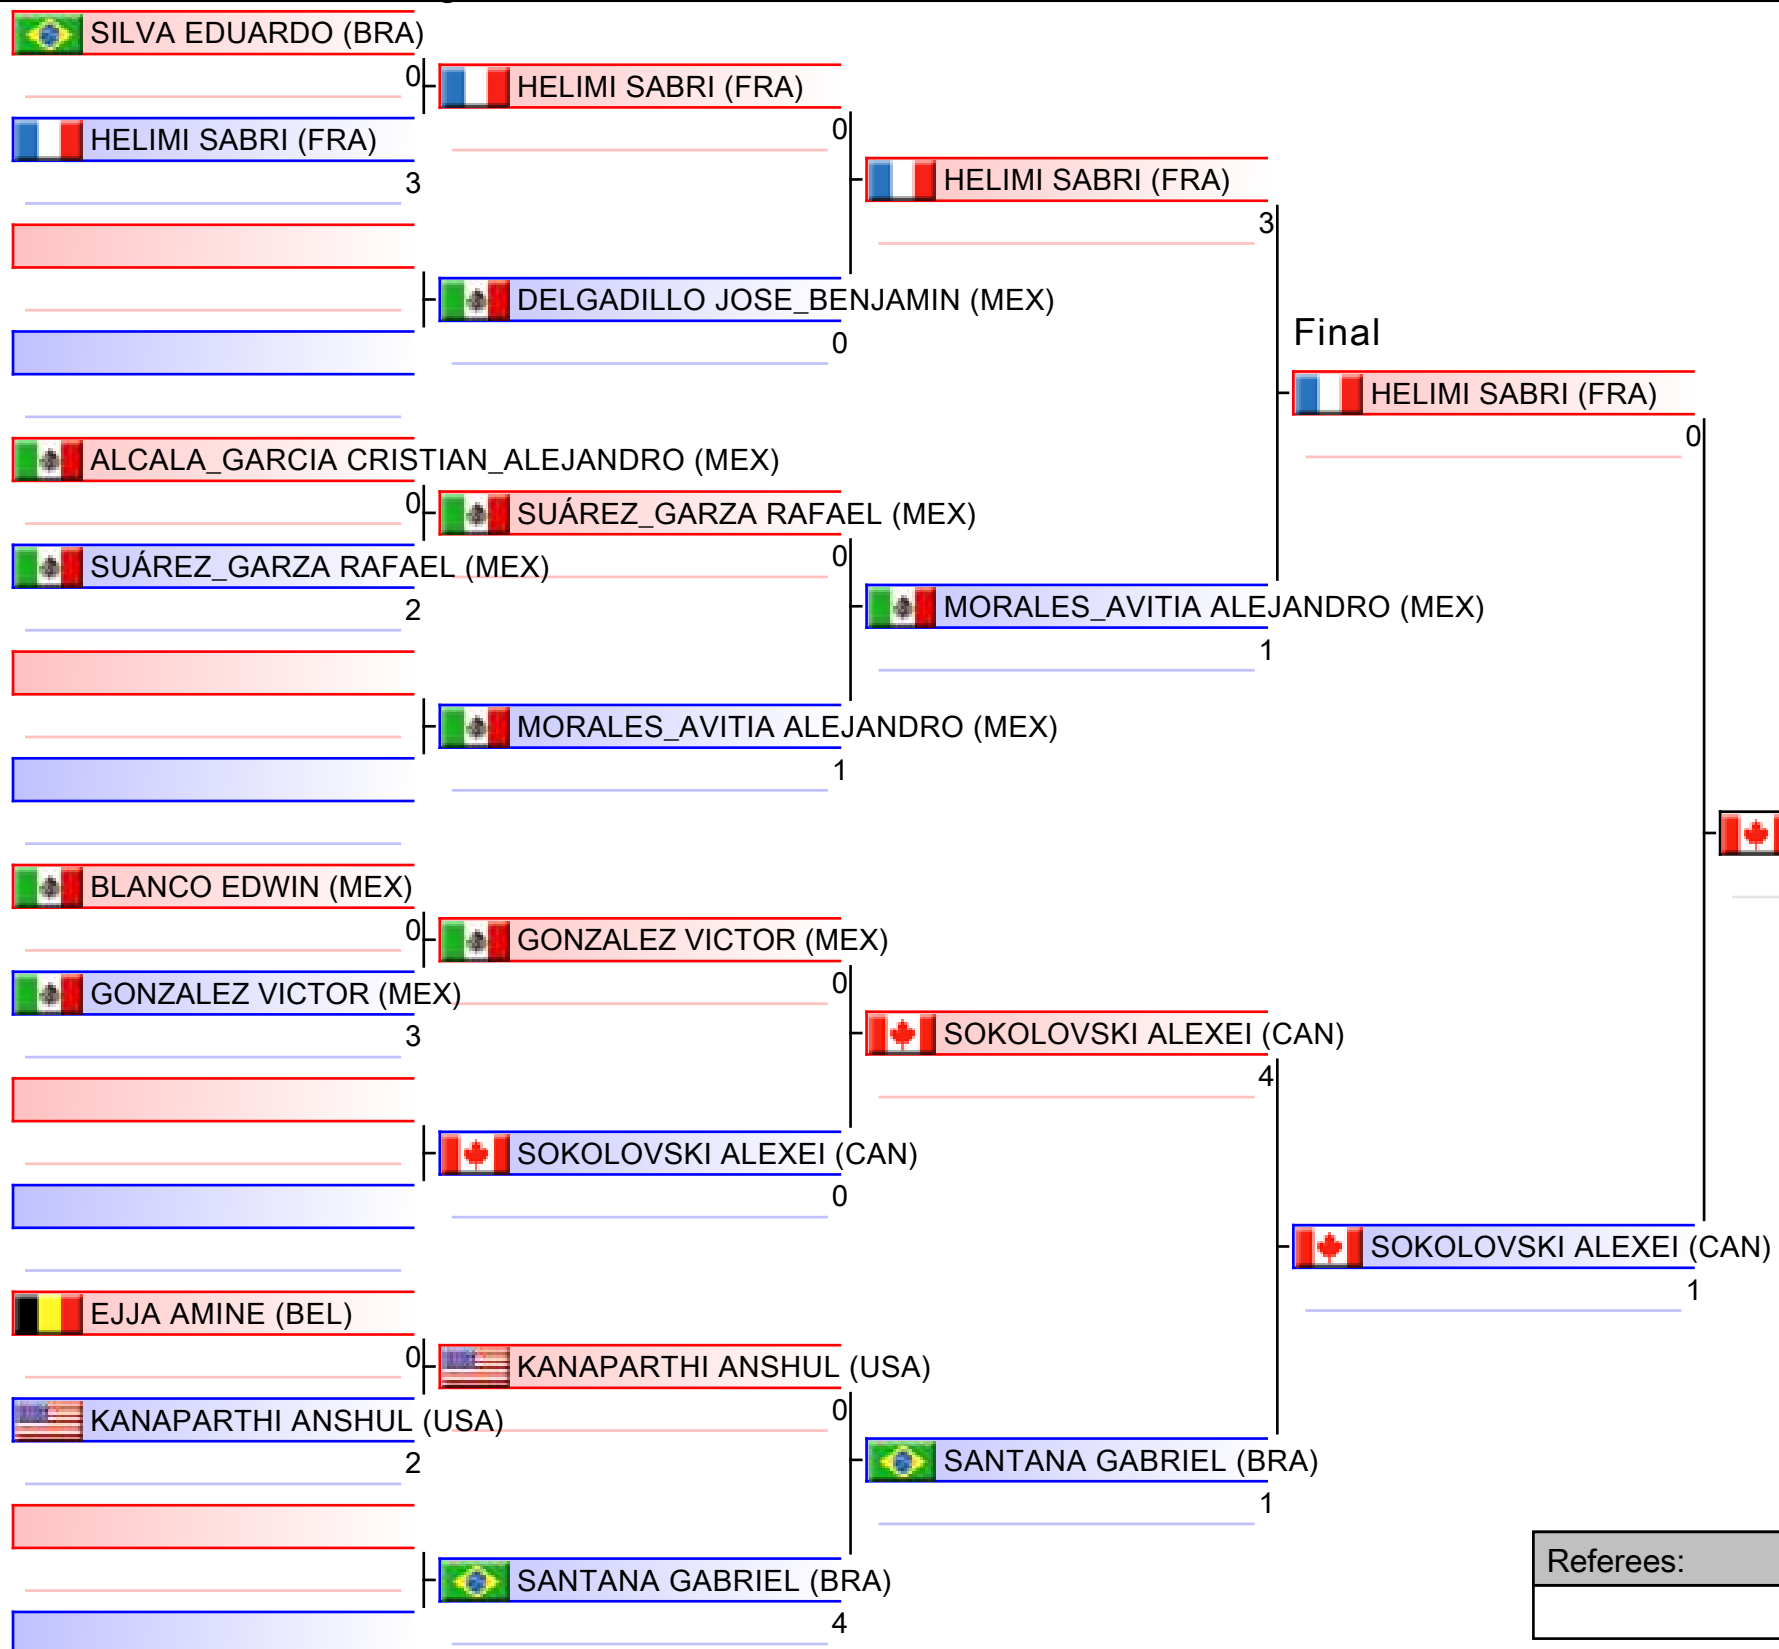 SILVA EDUARDO (BRA)
0
HELIMI SABRI (FRA)
3
ALCALA_GARCIA CRISTIAN_ALEJANDRO (MEX)
0
SUÁREZ_GARZA RAFAEL (MEX)
2
BLANCO EDWIN (MEX)
0
GONZALEZ VICTOR (MEX)
3
EJJA AMINE (BEL)
0
KANAPARTHI ANSHUL (USA)
2
HELIMI SABRI (FRA)
0
DELGADILLO JOSE_BENJAMIN (MEX)
0
SUÁREZ_GARZA RAFAEL (MEX)
0
MORALES_AVITIA ALEJANDRO (MEX)
1
GONZALEZ VICTOR (MEX)
0
SOKOLOVSKI ALEXEI (CAN)
0
KANAPARTHI ANSHUL (USA)
0
SANTANA GABRIEL (BRA)
4
HELIMI SABRI (FRA)
3
MORALES_AVITIA ALEJANDRO (MEX)
1
SOKOLOVSKI ALEXEI (CAN)
4
SANTANA GABRIEL (BRA)
1
Final
HELIMI SABRI (FRA)
0
SOKOLOVSKI ALEXEI (CAN)
1
Referees: